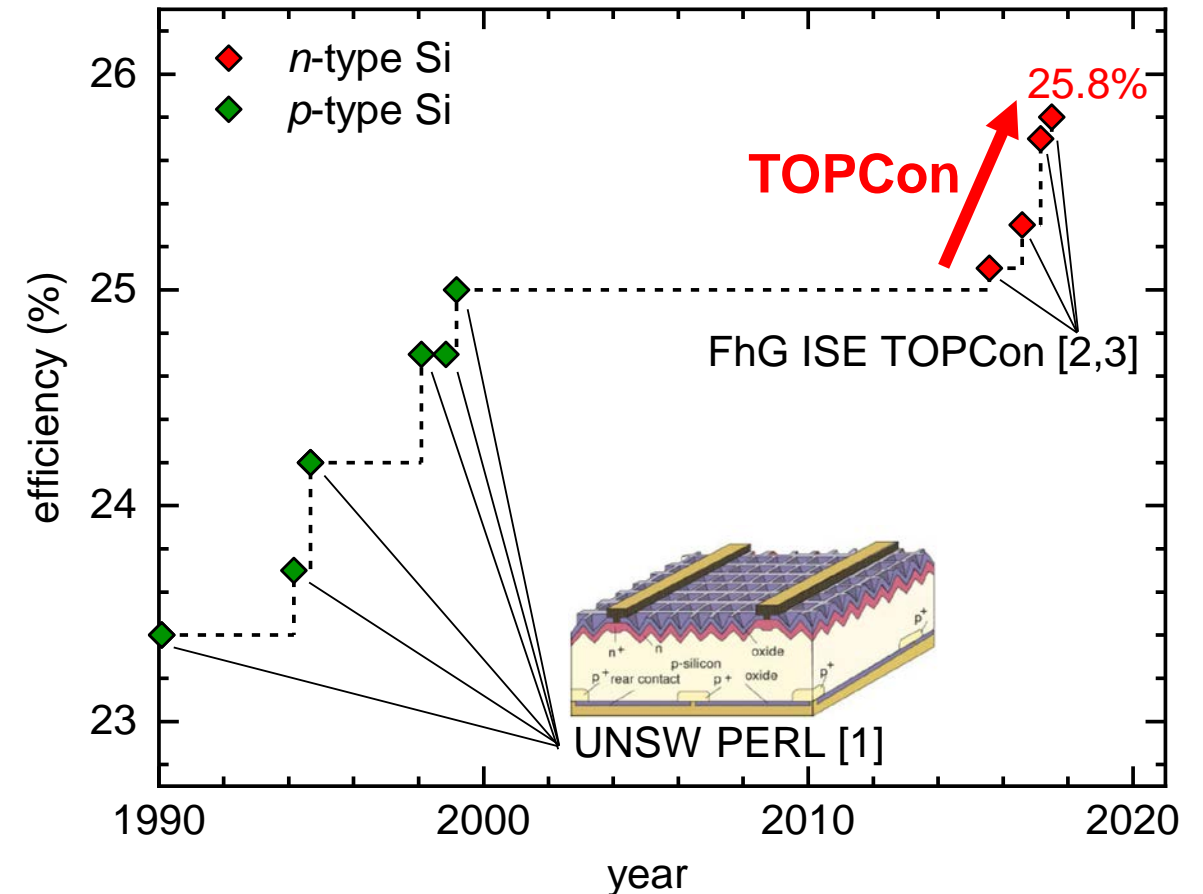 n-type Si
p-type Si
26
25
24
23
efficiency (%)
25.8%
TOPCon
FhG ISE TOPCon [2,3]
n+ n oxide p+
p-silicon
p+ rear contact p+ oxide p+
UNSW PERL [1]
1990 2000 2010 2020
year